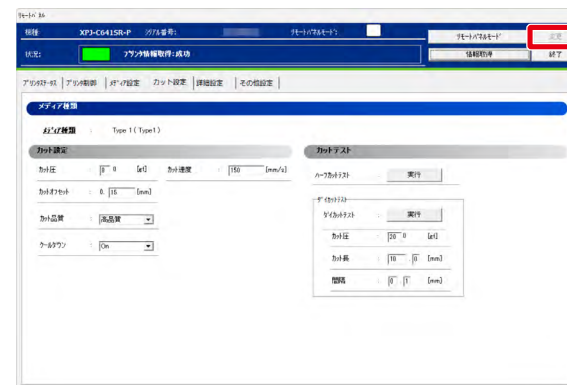 ﾘﾓｰﾄﾊﾟﾈﾙ
機種: XPJ-C641SR-P ｼﾘｱﾙ番号: ﾘﾓｰﾄﾊﾟﾈﾙﾓｰﾄﾞ: ﾘﾓｰﾄﾊﾟﾈﾙﾓｰﾄﾞ 変更
状況: プリンタ情報取得:成功 情報取得 終了
ﾌﾟﾘﾝﾀｽﾃｰﾀｽ ﾌﾟﾘﾝﾀ制御 ﾒﾃﾞｨｱ設定 カット設定 詳細設定 その他設定
メディア種類
ﾒﾃﾞｨｱ種類 : Type 1 ( Type1 )
カット設定
カットテスト
ｶｯﾄ圧 : 0 [gf] ｶｯﾄ速度 : 150 [mm/s]
ﾊｰﾌｶｯﾄﾃｽﾄ : 実行
ｶｯﾄｵﾌｾｯﾄ : 0. 15 [mm]
ﾀﾞｲｶｯﾄﾃｽﾄ
ｶｯﾄ品質 : 高品質
ﾀﾞｲｶｯﾄﾃｽﾄ : 実行
ｸｰﾙﾀﾞｳﾝ : On
ｶｯﾄ圧 : 20 0 [gf]
ｶｯﾄ長 : 10 . 0 [mm]
間隔 : 0 . 1 [mm]